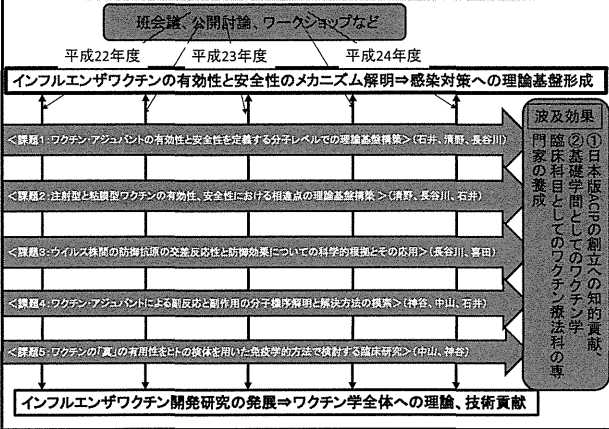 班会議、公開討論、ワークショップなど
平成22年度
平成23年度
平成24年度
インフルエンザワクチンの有効性と安全性のメカニズム解明⇒感染対策への理論基盤形成
＜課題1：ワクチン・アジュバントの有効性と安全性を定義する分子レベルでの理論基盤構築＞(石井、清野、長谷川)
＜課題2：注射型と粘膜型ワクチンの有効性、安全性における相違点の理論基盤構築＞(清野、長谷川、石井)
＜課題3：ウイルス株間の防御抗原の交差反応性と防御効果についての科学的模拠とその応用＞(長谷川、喜田)
＜課題4：ワクチン・アジュバントによる副反応と副作用の分子機序解明と解決方法の模索＞(神谷、中山、石井)
＜課題5：ワクチンの「真」の有用性をヒトの検体を用いた免疫学的方法で検討する臨床研究＞(中山、神谷)
インフルエンザワクチン開発研究の発展⇒ワクチン学全体への理論、技術貢献
波及効果
①日本版ACIPの創立への知的貢献、
②基礎学問としてのワクチン学
臨床科目としてのワクチン療法科の専
門家の養成